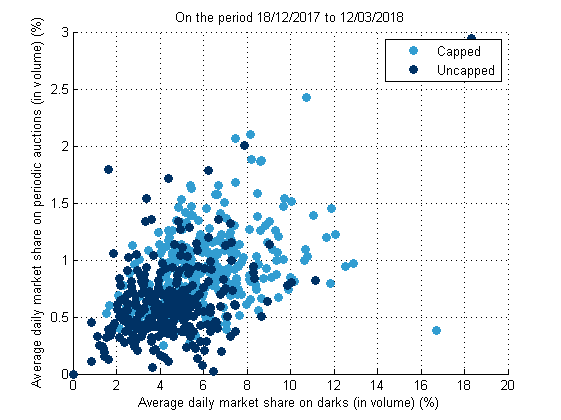 On the period 18/12/2017 to 12/03/2018
Average daily market share on periodic auctions (in volume) (%)
3
2.5
2
1.5
1
0.5
0
Capped
Uncapped
0 2 4 6 8 10 12 14 16 18 20
Average daily market share on darks (in volume) (%)